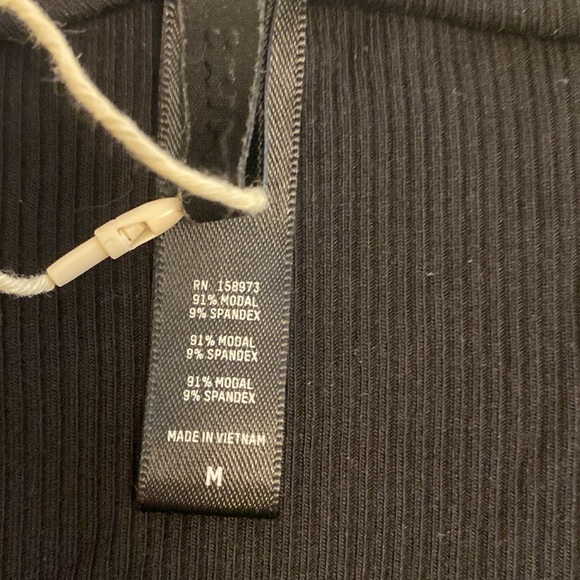 RN 158973
91% MODAL
9% SPANDEX
91% MODAL
9% SPANDEX
91% MODAL
9% SPANDEX
MADE IN VIETNAM
M